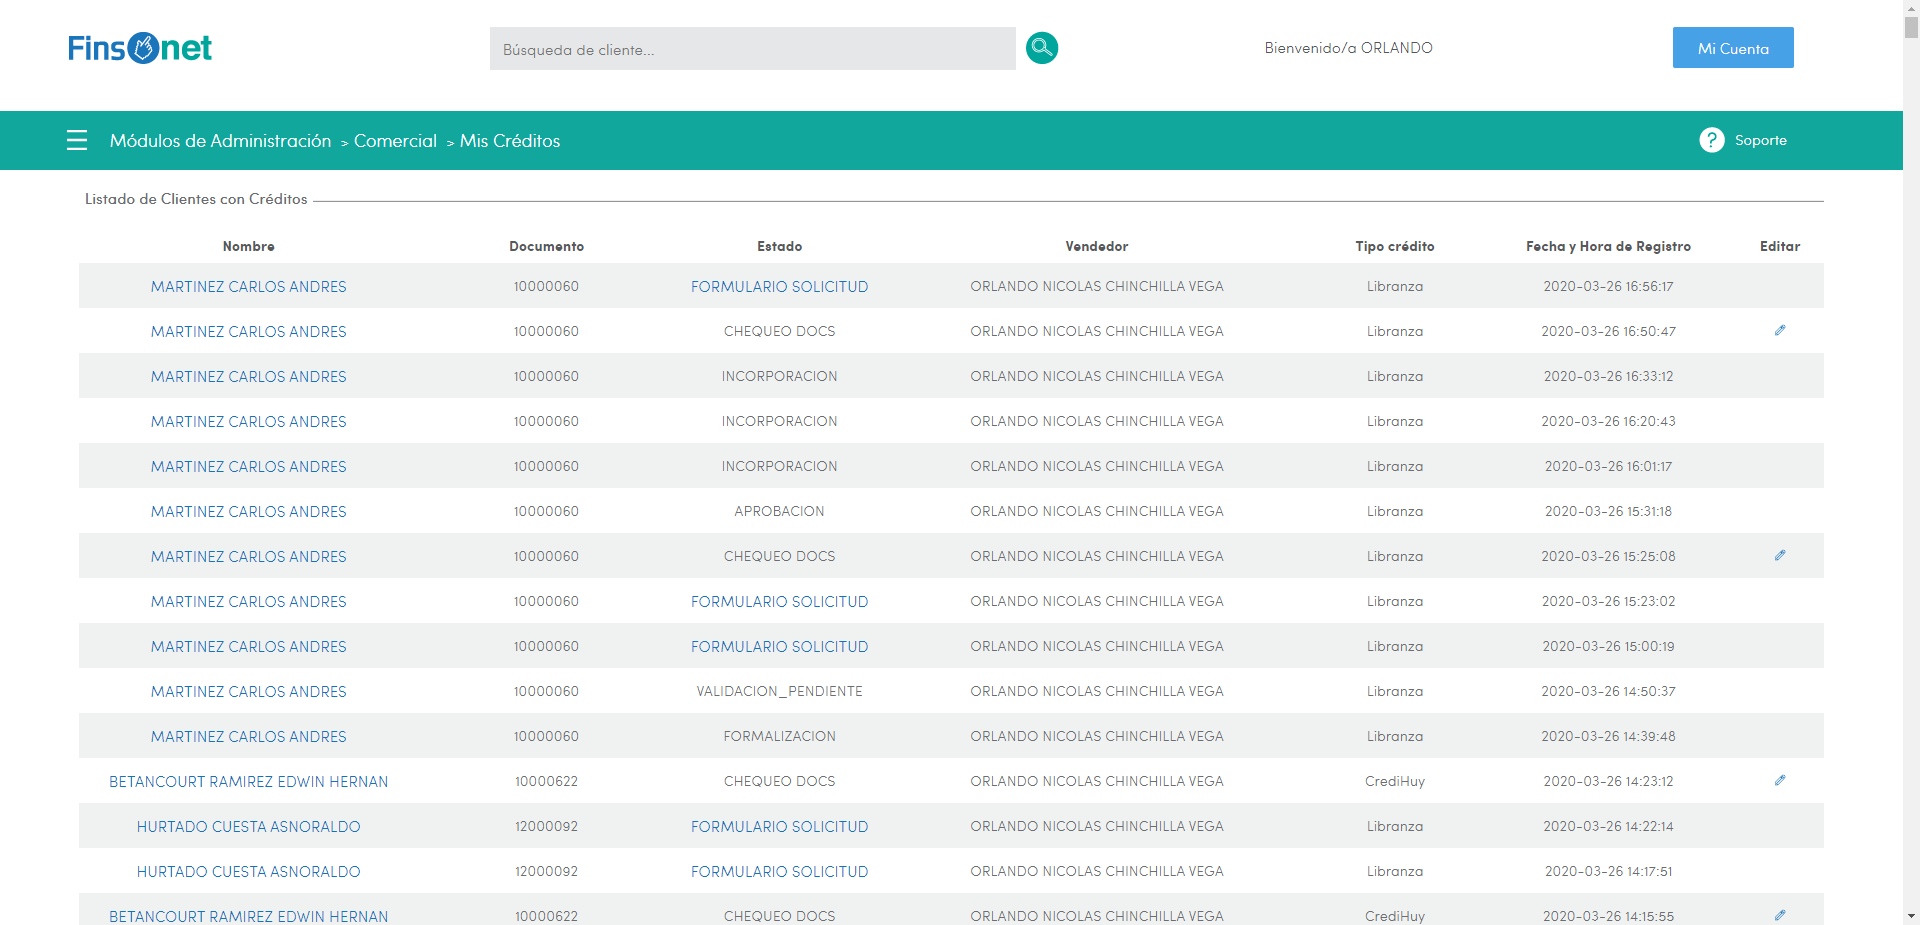 Finsonet
Búsqueda de cliente...
Bienvenido/a ORLANDO
Mi Cuenta
Módulos de Administración > Comercial > Mis Créditos
? Soporte
Listado de Clientes con Créditos
Nombre Documento Estado Vendedor Tipo crédito Fecha y Hora de Registro Editar
MARTINEZ CARLOS ANDRES 10000060 FORMULARIO SOLICITUD ORLANDO NICOLAS CHINCHILLA VEGA Libranza 2020-03-26 16:56:17
MARTINEZ CARLOS ANDRES 10000060 CHEQUEO DOCS ORLANDO NICOLAS CHINCHILLA VEGA Libranza 2020-03-26 16:50:47
MARTINEZ CARLOS ANDRES 10000060 INCORPORACION ORLANDO NICOLAS CHINCHILLA VEGA Libranza 2020-03-26 16:33:12
MARTINEZ CARLOS ANDRES 10000060 INCORPORACION ORLANDO NICOLAS CHINCHILLA VEGA Libranza 2020-03-26 16:20:43
MARTINEZ CARLOS ANDRES 10000060 INCORPORACION ORLANDO NICOLAS CHINCHILLA VEGA Libranza 2020-03-26 16:01:17
MARTINEZ CARLOS ANDRES 10000060 APROBACION ORLANDO NICOLAS CHINCHILLA VEGA Libranza 2020-03-26 15:31:18
MARTINEZ CARLOS ANDRES 10000060 CHEQUEO DOCS ORLANDO NICOLAS CHINCHILLA VEGA Libranza 2020-03-26 15:25:08
MARTINEZ CARLOS ANDRES 10000060 FORMULARIO SOLICITUD ORLANDO NICOLAS CHINCHILLA VEGA Libranza 2020-03-26 15:23:02
MARTINEZ CARLOS ANDRES 10000060 FORMULARIO SOLICITUD ORLANDO NICOLAS CHINCHILLA VEGA Libranza 2020-03-26 15:00:19
MARTINEZ CARLOS ANDRES 10000060 VALIDACION_PENDIENTE ORLANDO NICOLAS CHINCHILLA VEGA Libranza 2020-03-26 14:50:37
MARTINEZ CARLOS ANDRES 10000060 FORMALIZACION ORLANDO NICOLAS CHINCHILLA VEGA Libranza 2020-03-26 14:39:48
BETANCOURT RAMIREZ EDWIN HERNAN 10000622 CHEQUEO DOCS ORLANDO NICOLAS CHINCHILLA VEGA CrediHuy 2020-03-26 14:23:12
HURTADO CUESTA ASNORALDO 12000092 FORMULARIO SOLICITUD ORLANDO NICOLAS CHINCHILLA VEGA Libranza 2020-03-26 14:22:14
HURTADO CUESTA ASNORALDO 12000092 FORMULARIO SOLICITUD ORLANDO NICOLAS CHINCHILLA VEGA Libranza 2020-03-26 14:17:51
BETANCOURT RAMIREZ EDWIN HERNAN 10000622 CHEQUEO DOCS ORLANDO NICOLAS CHINCHILLA VEGA CrediHuy 2020-03-26 14:15:55